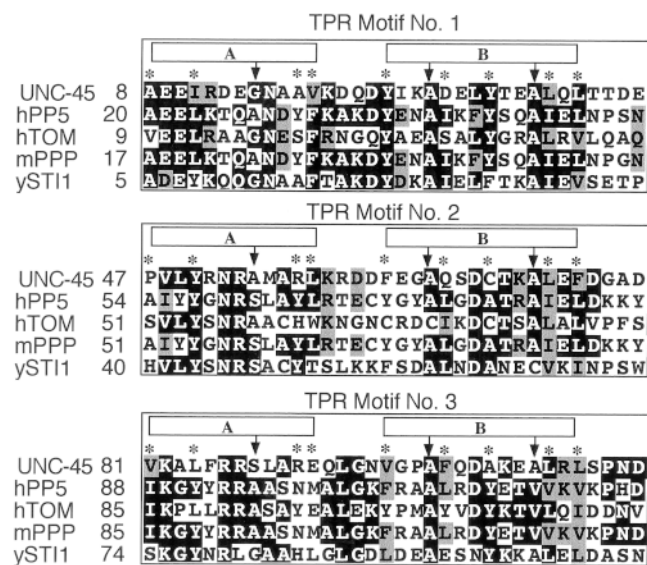 TPR Motif No. 1
A B
* * * * * * * * *
UNC-45 8 AEEIRDEGNAAVKDQDYIKADELYTEALQLTTDE
hPP5 20 AEELKTQANDYFKAKDYENAIKFYSQAIELNPSN
hTOM 9 VEELRAAGNESFRNGQYAEASALYGRALRVLQAQ
mPPP 17 AEELKTQANDYFKAKDYENAIKFYSQAIELNPGN
ySTI1 5 ADEYKQQGNAAFTAKDYDKAIELFTKAIEVSETP
TPR Motif No. 2
A B
* * * * * * * * *
UNC-45 47 PVLYRNRAMARLKRDDFEGAQSDCTKALEFDGAD
hPP5 54 AIYYGNRSLAYLRTECYGYALGDATRAIELDKKY
hTOM 51 SVLYSNRAACHWKNGNCRDCIKDCTSALALVPFS
mPPP 51 AIYYGNRSLAYLRTECYGYALGDATRAIELDKKY
ySTI1 40 HVLYSNRSACYTSLKKFSDALNDANECVKINPSW
TPR Motif No. 3
A B
* * * * * * * * *
UNC-45 81 VKALFRRSLAREQLGNVGPAFQDAKEALRLSPND
hPP5 88 IKGYYRRAASNMALGKFRAALRDYETVVKVKPHD
hTOM 85 IKPLLRRASAYEALEKYPMAYVDYKTVLQIDDNV
mPPP 85 IKGYYRRAASNMALGKFRAALRDYETVVKVKPND
ySTI1 74 SKGYNRLGAAHLGLGDLDEAESNYKKALELDASN